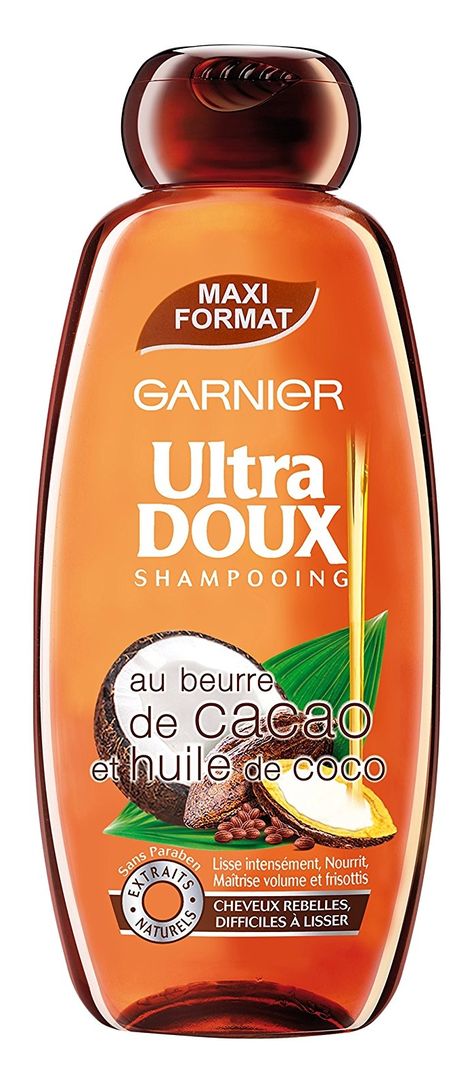 MAXI
FORMAT
GARNIER
Ultra
DOUX
SHAMPOOING
au beurre
de cacao
et huile de coco
Sans Paraben
EXTRAITS
NATURELS
Lisse intensément, Nourrit,
Maîtrise volume et frisottis
CHEVEUX REBELLES,
DIFFICILES À LISSER